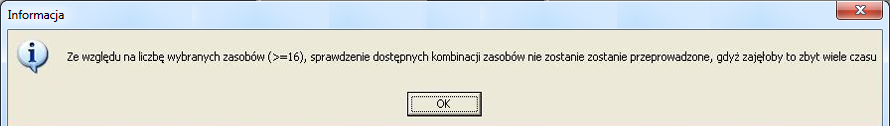 Informacja
Ze względu na liczbę wybranych zasobów (>=16), sprawdzenie dostępnych kombinacji zasobów nie zostanie zostanie przeprowadzone, gdyż zajęłoby to zbyt wiele czasu
OK